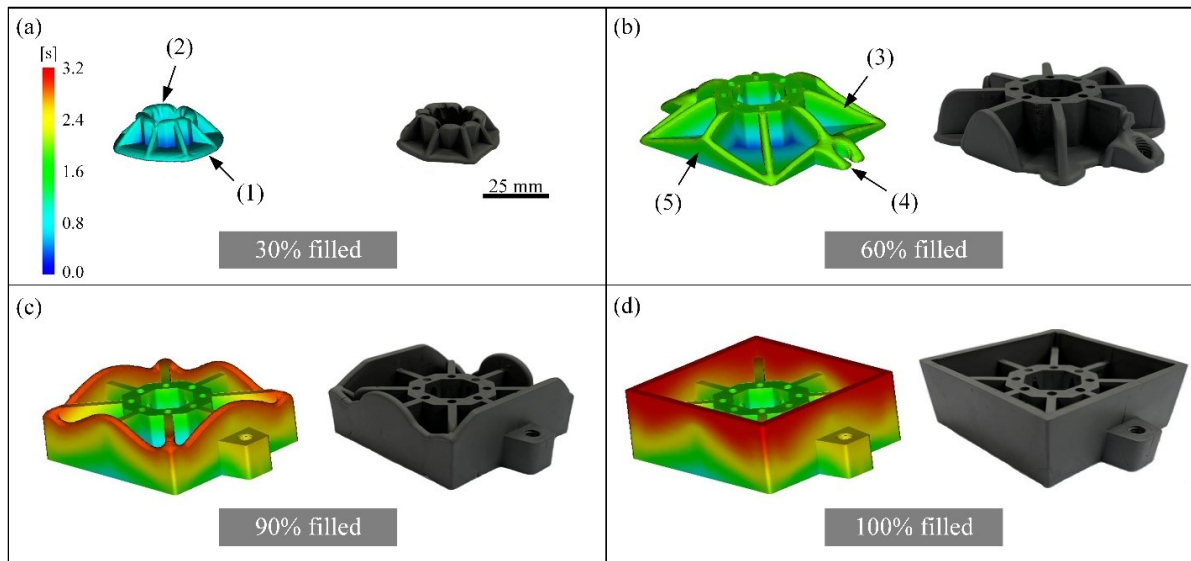 (a)
[s]
3.2
2.4
1.6
0.8
0.0
(2)
(1)
25 mm
30% filled
(b)
(3)
(4)
(5)
60% filled
(c)
90% filled
(d)
100% filled